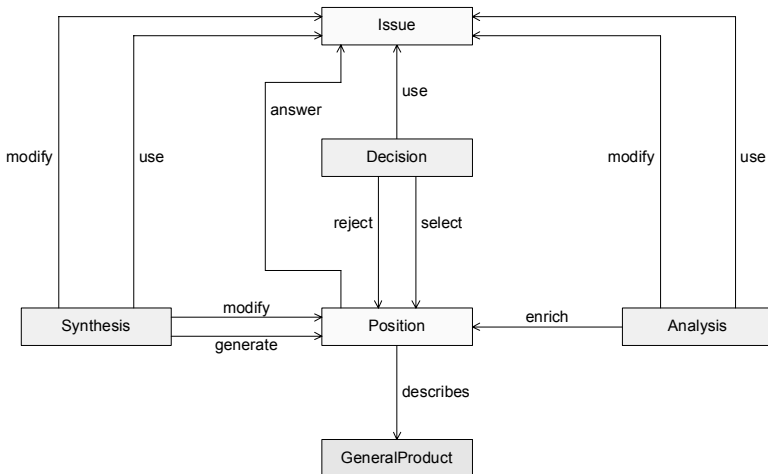 Issue
answer
use
modify
use
Decision
modify
use
reject
select
modify
Synthesis
Position
enrich
Analysis
generate
describes
GeneralProduct